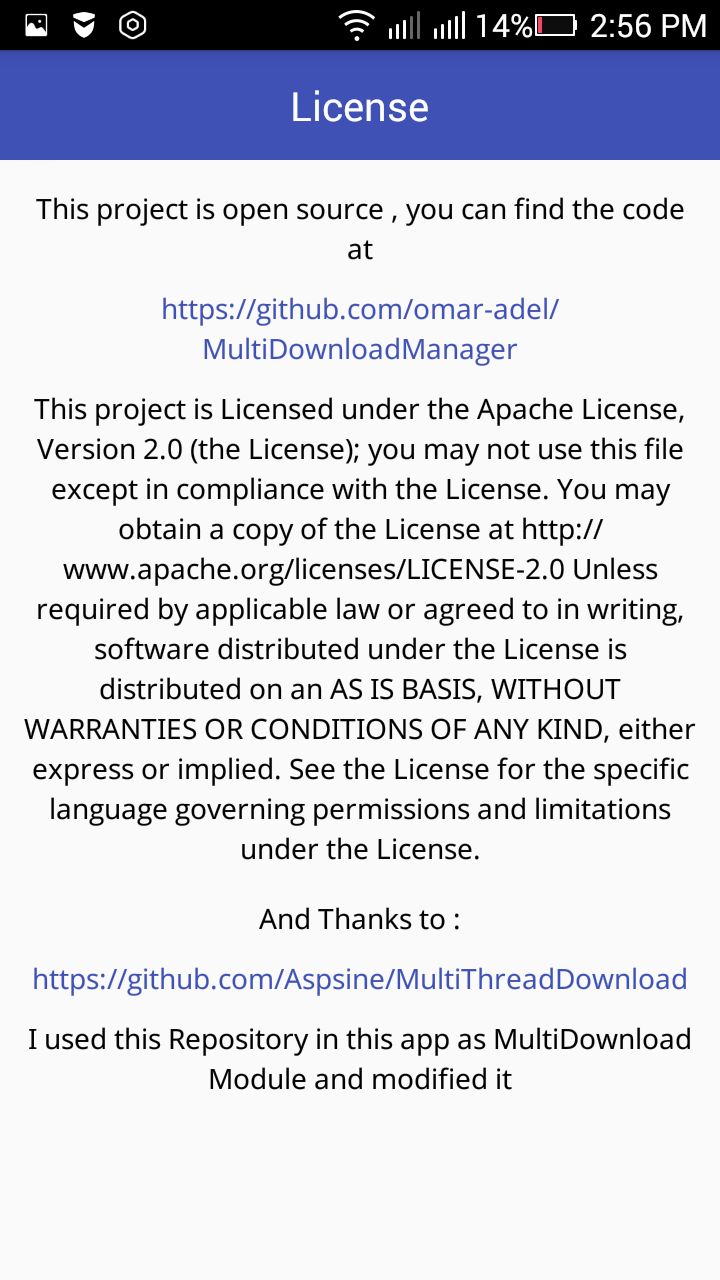 14% 2:56 PM
License
This project is open source , you can find the code
at
https://github.com/omar-adel/
MultiDownloadManager
This project is Licensed under the Apache License,
Version 2.0 (the License); you may not use this file
except in compliance with the License. You may
obtain a copy of the License at http://
www.apache.org/licenses/LICENSE-2.0 Unless
required by applicable law or agreed to in writing,
software distributed under the License is
distributed on an AS IS BASIS, WITHOUT
WARRANTIES OR CONDITIONS OF ANY KIND, either
express or implied. See the License for the specific
language governing permissions and limitations
under the License.
And Thanks to :
https://github.com/Aspsine/MultiThreadDownload
I used this Repository in this app as MultiDownload
Module and modified it